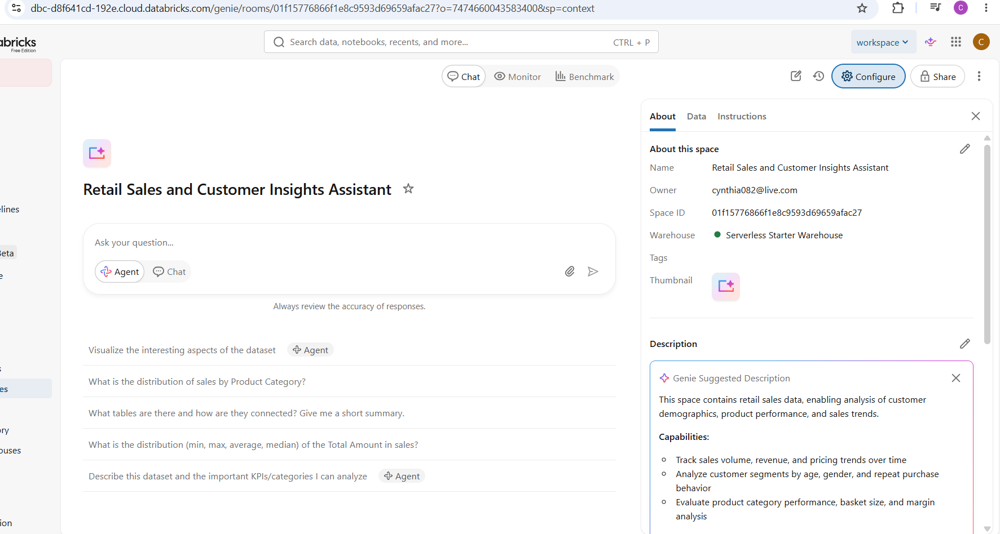 dbc-d8f641cd-192e.cloud.databricks.com/genie/rooms/01f15776866f1e8c9593d69659afac27?o=7474660043583400&sp=context
C
abricks
Free Edition
Search data, notebooks, recents, and more...
CTRL + P
workspace
C
Chat
Monitor
Benchmark
Configure
Share
elines
Beta
e
s
es
ory
ouses
ion
Retail Sales and Customer Insights Assistant
Ask your question...
Agent
Chat
Always review the accuracy of responses.
Visualize the interesting aspects of the dataset Agent
What is the distribution of sales by Product Category?
What tables are there and how are they connected? Give me a short summary.
What is the distribution (min, max, average, median) of the Total Amount in sales?
Describe this dataset and the important KPIs/categories I can analyze Agent
About Data Instructions
About this space
Name Retail Sales and Customer Insights Assistant
Owner cynthia082@live.com
Space ID 01f15776866f1e8c9593d69659afac27
Warehouse Serverless Starter Warehouse
Tags
Thumbnail
Description
Genie Suggested Description
This space contains retail sales data, enabling analysis of customer
demographics, product performance, and sales trends.
Capabilities:
Track sales volume, revenue, and pricing trends over time
Analyze customer segments by age, gender, and repeat purchase
behavior
Evaluate product category performance, basket size, and margin
analysis